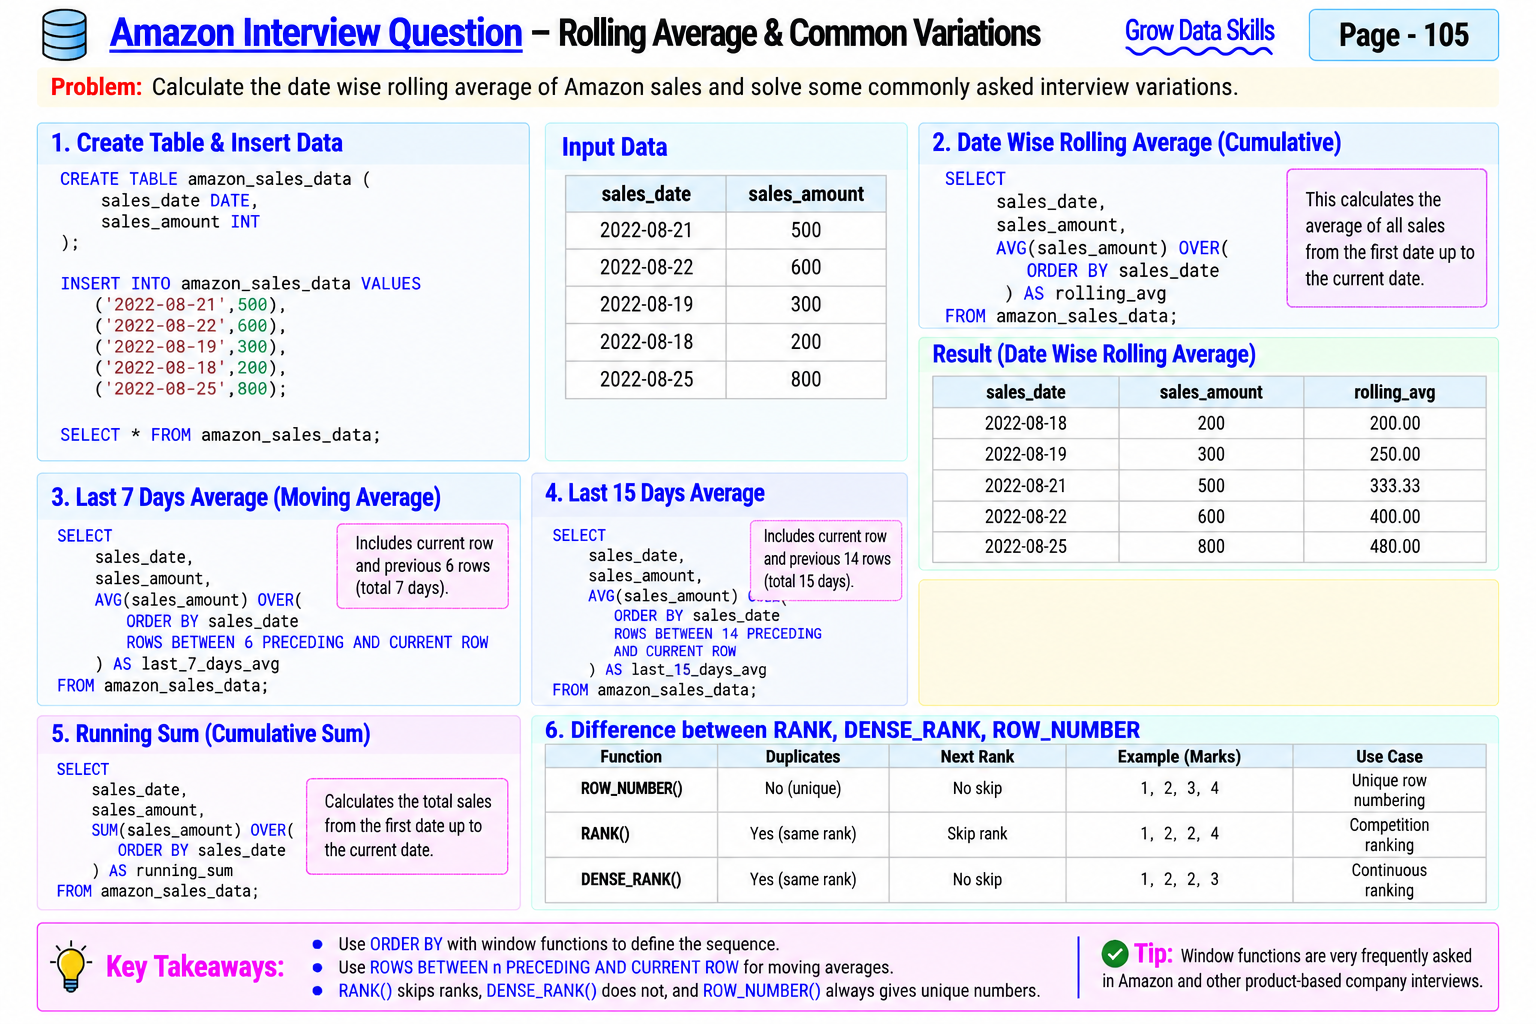 Amazon Interview Question – Rolling Average & Common Variations
Grow Data Skills
Page - 105
Problem: Calculate the date wise rolling average of Amazon sales and solve some commonly asked interview variations.
1. Create Table & Insert Data
CREATE TABLE amazon_sales_data (
sales_date DATE,
sales_amount INT
);
INSERT INTO amazon_sales_data VALUES
('2022-08-21',500),
('2022-08-22',600),
('2022-08-19',300),
('2022-08-18',200),
('2022-08-25',800);
SELECT * FROM amazon_sales_data;
Input Data
sales_date sales_amount
2022-08-21 500
2022-08-22 600
2022-08-19 300
2022-08-18 200
2022-08-25 800
2. Date Wise Rolling Average (Cumulative)
SELECT
sales_date,
sales_amount,
AVG(sales_amount) OVER(
ORDER BY sales_date
) AS rolling_avg
FROM amazon_sales_data;
This calculates the
average of all sales
from the first date up to
the current date.
Result (Date Wise Rolling Average)
sales_date sales_amount rolling_avg
2022-08-18 200 200.00
2022-08-19 300 250.00
2022-08-21 500 333.33
2022-08-22 600 400.00
2022-08-25 800 480.00
3. Last 7 Days Average (Moving Average)
SELECT
sales_date,
sales_amount,
AVG(sales_amount) OVER(
ORDER BY sales_date
ROWS BETWEEN 6 PRECEDING AND CURRENT ROW
) AS last_7_days_avg
FROM amazon_sales_data;
Includes current row
and previous 6 rows
(total 7 days).
4. Last 15 Days Average
SELECT
sales_date,
sales_amount,
AVG(sales_amount)
ORDER BY sales_date
ROWS BETWEEN 14 PRECEDING
AND CURRENT ROW
) AS last_15_days_avg
FROM amazon_sales_data;
Includes current row
and previous 14 rows
(total 15 days).
5. Running Sum (Cumulative Sum)
SELECT
sales_date,
sales_amount,
SUM(sales_amount) OVER(
ORDER BY sales_date
) AS running_sum
FROM amazon_sales_data;
Calculates the total sales
from the first date up to
the current date.
6. Difference between RANK, DENSE_RANK, ROW_NUMBER
Function Duplicates Next Rank Example (Marks) Use Case
ROW_NUMBER() No (unique) No skip 1, 2, 3, 4 Unique row
numbering
RANK() Yes (same rank) Skip rank 1, 2, 2, 4 Competition
ranking
DENSE_RANK() Yes (same rank) No skip 1, 2, 2, 3 Continuous
ranking
Key Takeaways:
● Use ORDER BY with window functions to define the sequence.
● Use ROWS BETWEEN n PRECEDING AND CURRENT ROW for moving averages.
● RANK() skips ranks, DENSE_RANK() does not, and ROW_NUMBER() always gives unique numbers.
Tip: Window functions are very frequently asked
in Amazon and other product-based company interviews.